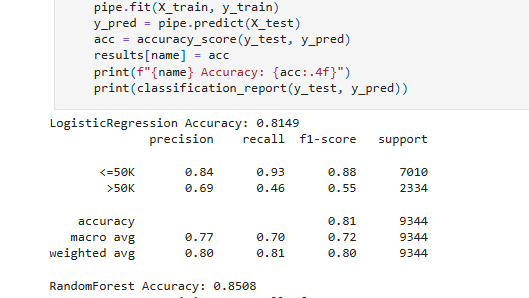 pipe.fit(X_train, y_train)
y_pred = pipe.predict(X_test)
acc = accuracy_score(y_test, y_pred)
results[name] = acc
print(f"{name} Accuracy: {acc:.4f}")
print(classification_report(y_test, y_pred))
LogisticRegression Accuracy: 0.8149
precision recall f1-score support
<=50K 0.84 0.93 0.88 7010
>50K 0.69 0.46 0.55 2334
accuracy 0.81 9344
macro avg 0.77 0.70 0.72 9344
weighted avg 0.80 0.81 0.80 9344
RandomForest Accuracy: 0.8508